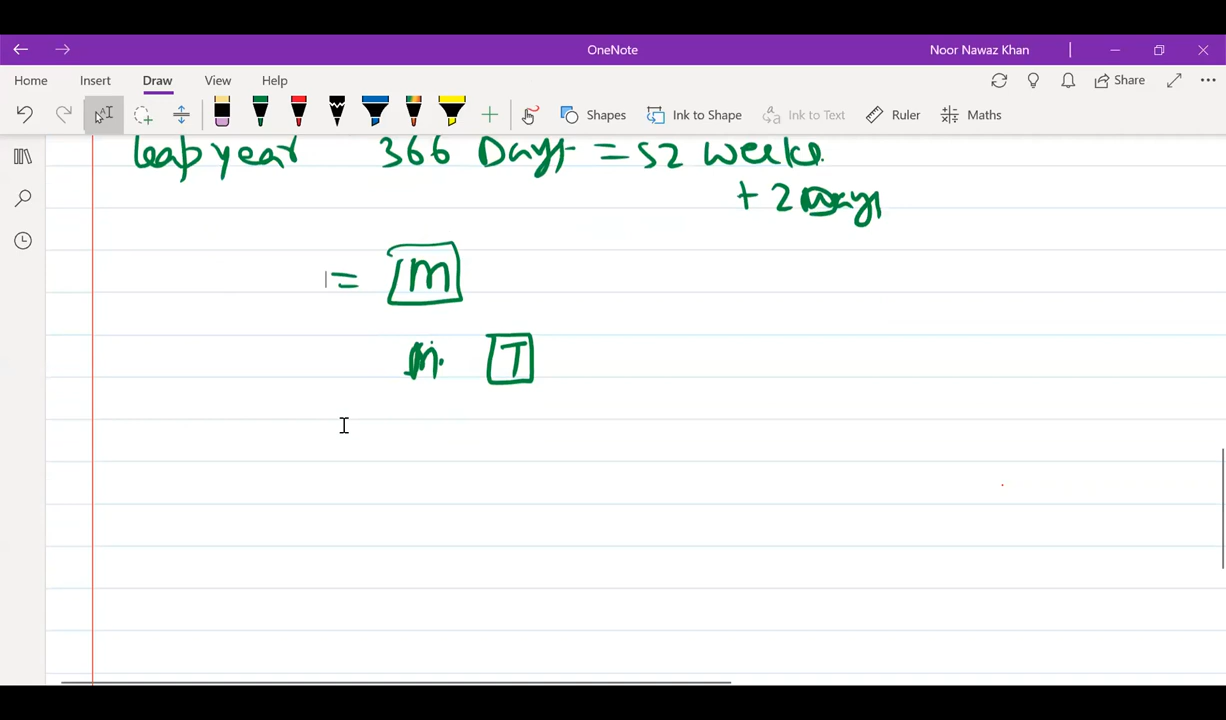 OneNote
Noor Nawaz Khan
Home Insert Draw View Help
Share
Shapes Ink to Shape Ink to Text Ruler Maths
leap year 366 Days = 52 weeks.
+ 2 Days
= M
M. T